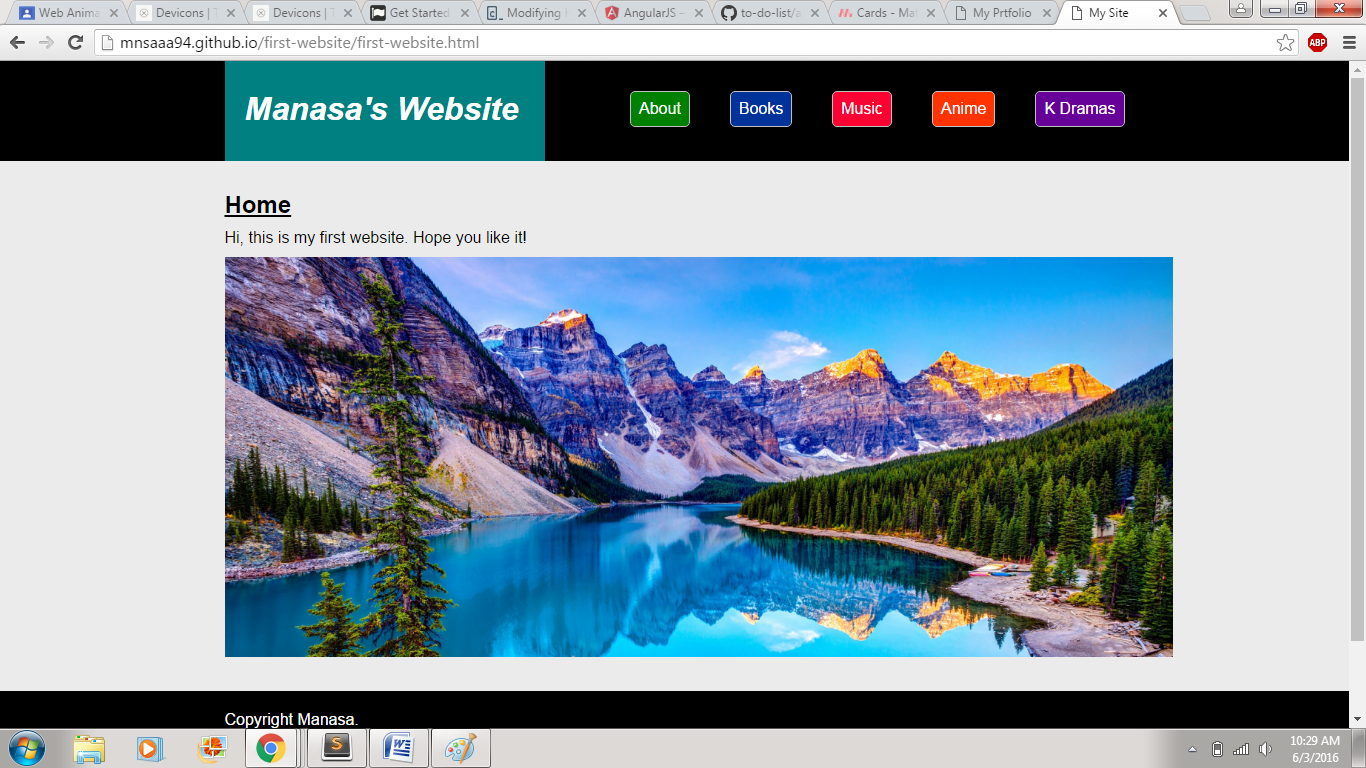 Web Anima
Devicons | T
Devicons | T
Get Started
Modifying
AngularJS –
to-do-list/a
Cards - Mat
My Prtfolio
My Site
mnsaaa94.github.io/first-website/first-website.html
ABP
Manasa's Website
About
Books
Music
Anime
K Dramas
Home
Hi, this is my first website. Hope you like it!
Copyright Manasa.
10:29 AM
6/3/2016